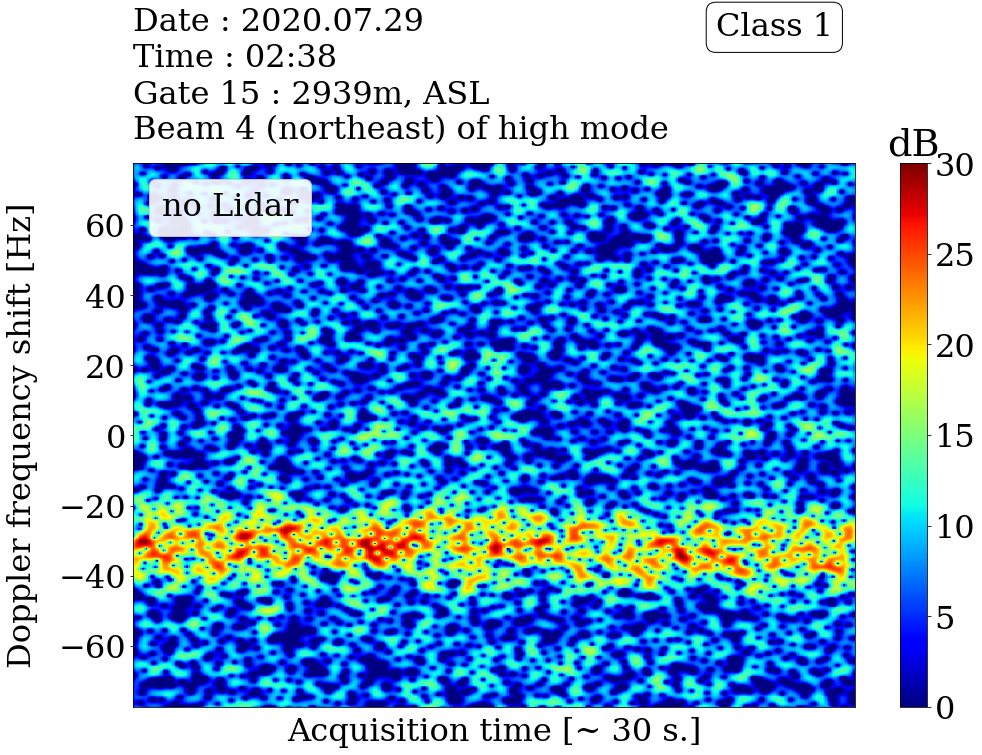 Date : 2020.07.29
Time : 02:38
Gate 15 : 2939m, ASL
Beam 4 (northeast) of high mode
Class 1
dB
no Lidar
Doppler frequency shift [Hz]
60
40
20
0
−20
−40
−60
Acquisition time [~ 30 s.]
30
25
20
15
10
5
0